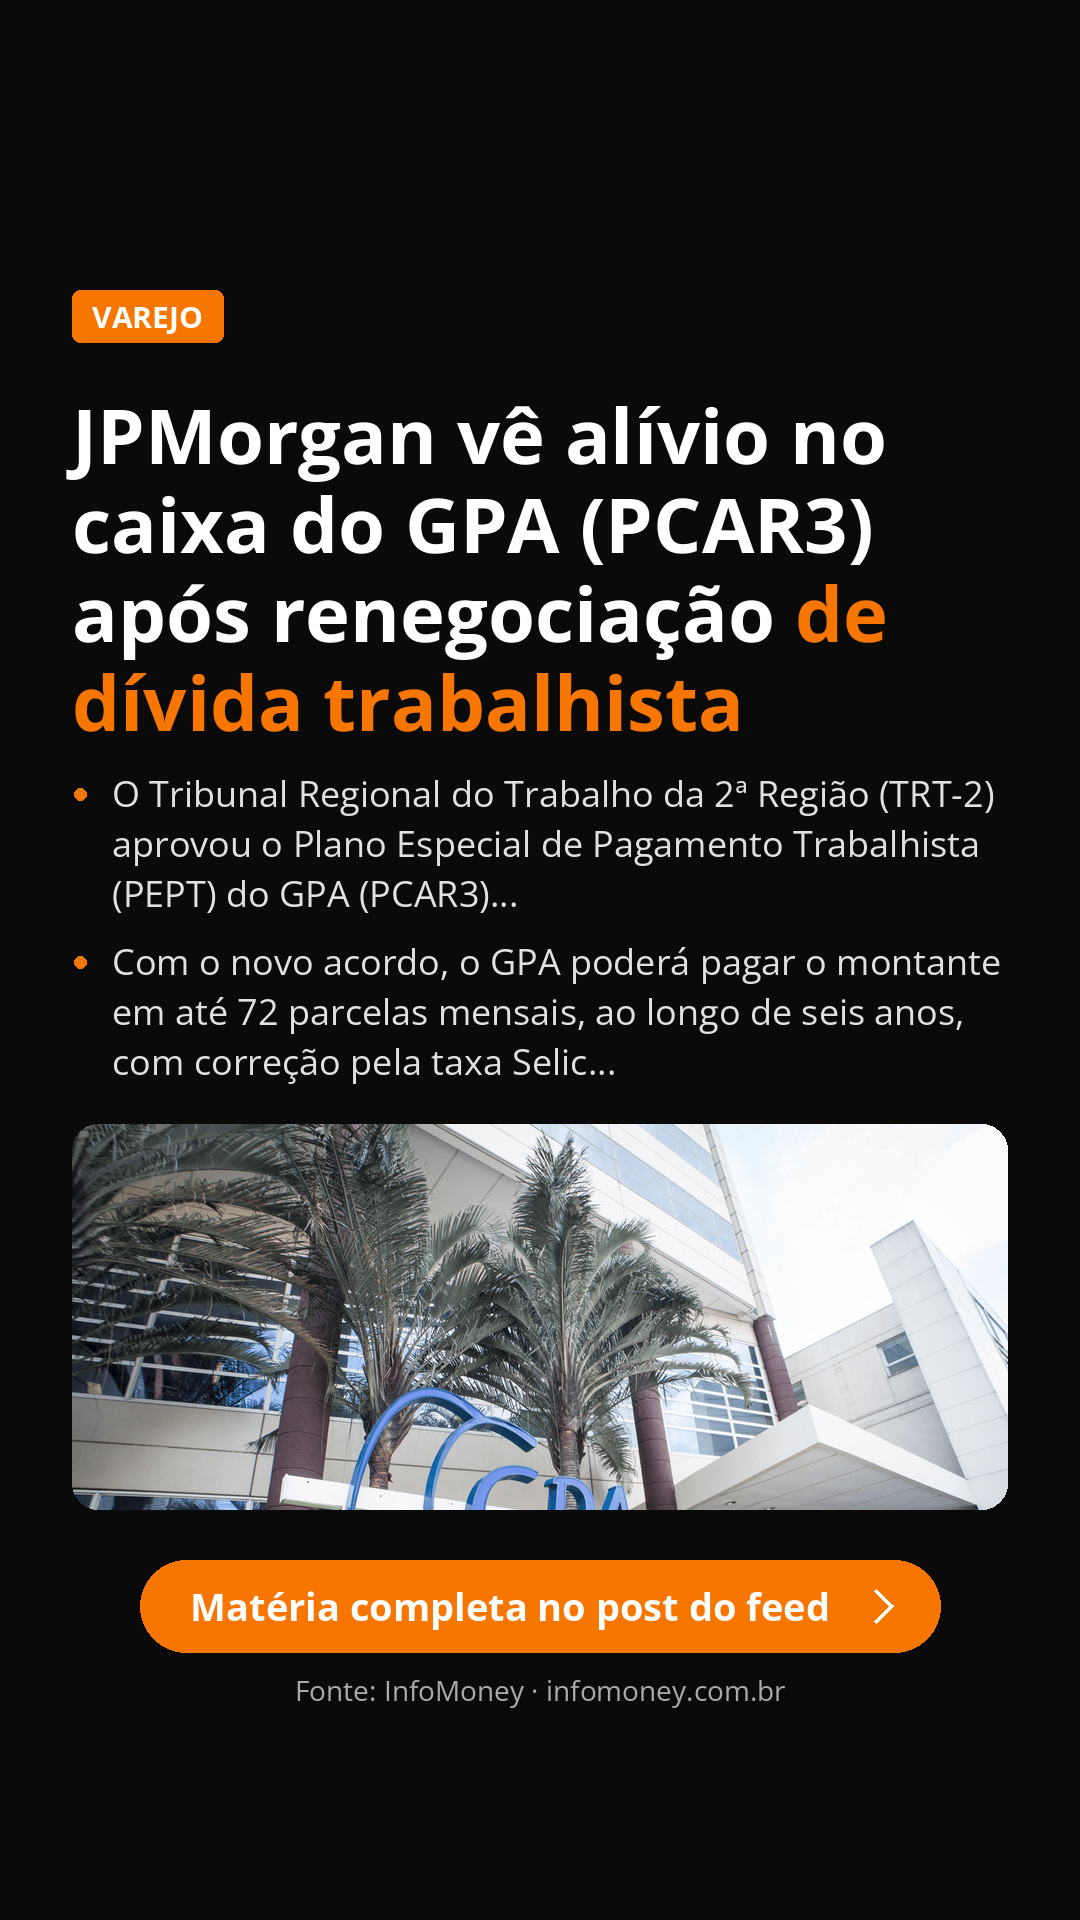 VAREJO
JPMorgan vê alívio no
caixa do GPA (PCAR3)
após renegociação de
dívida trabalhista
• O Tribunal Regional do Trabalho da 2ª Região (TRT-2)
aprovou o Plano Especial de Pagamento Trabalhista
(PEPT) do GPA (PCAR3)...
• Com o novo acordo, o GPA poderá pagar o montante
em até 72 parcelas mensais, ao longo de seis anos,
com correção pela taxa Selic...
GPA
Matéria completa no post do feed
Fonte: InfoMoney · infomoney.com.br